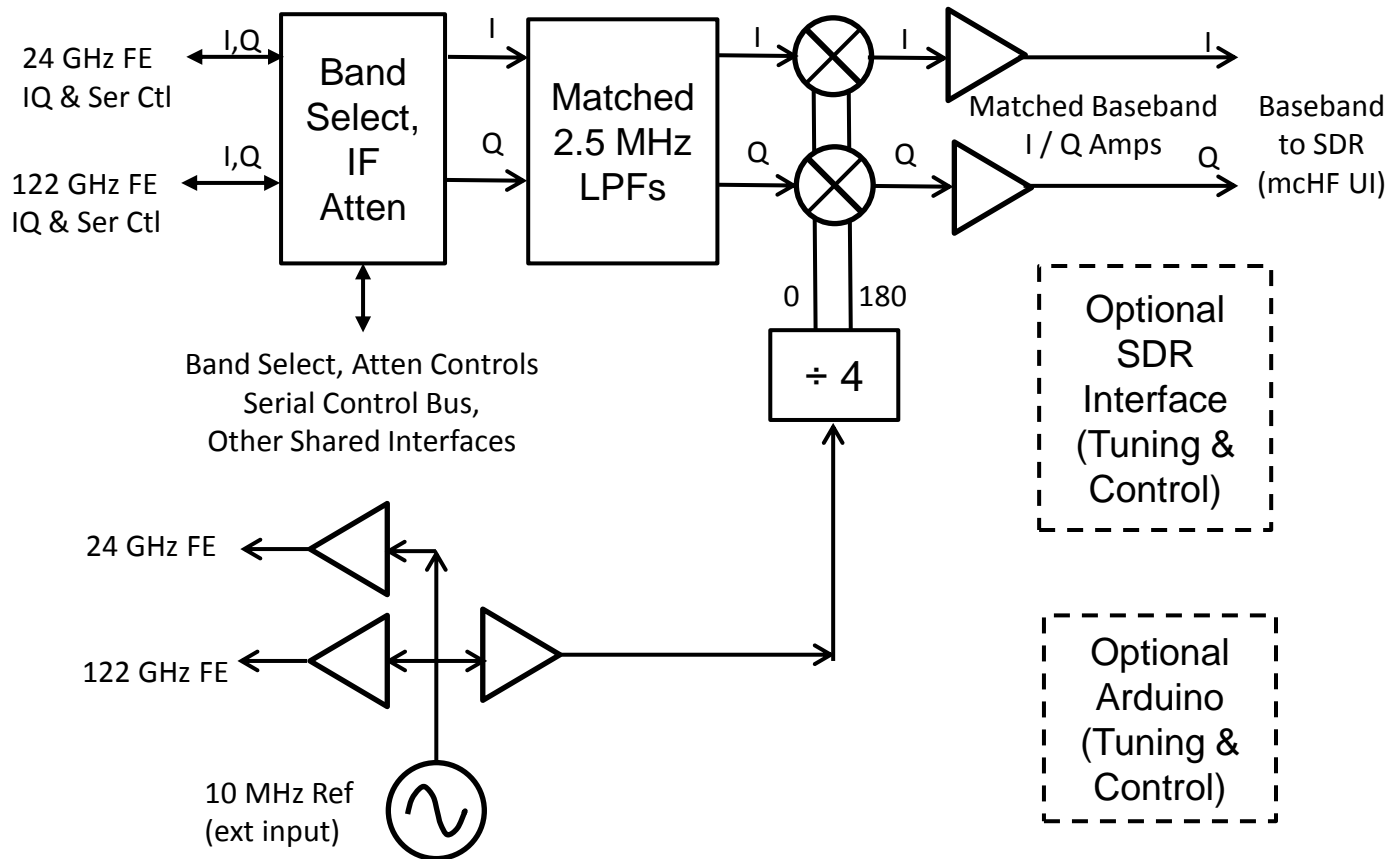 24 GHz FE
IQ & Ser Ctl
I,Q
122 GHz FE
IQ & Ser Ctl
I,Q
Band
Select,
IF
Atten
I
Q
Matched
2.5 MHz
LPFs
I
Q
I
Q
Matched Baseband
I / Q Amps
I
Q
Baseband
to SDR
(mcHF UI)
0
180
÷ 4
Band Select, Atten Controls
Serial Control Bus,
Other Shared Interfaces
Optional
SDR
Interface
(Tuning &
Control)
24 GHz FE
122 GHz FE
10 MHz Ref
(ext input)
Optional
Arduino
(Tuning &
Control)